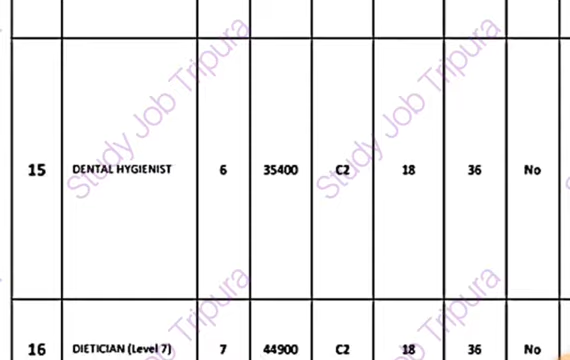 15 DENTAL HYGIENIST 6 35400 C2 18 36 No
16 DIETICIAN (Level 7) 7 44900 C2 18 36 No
Study Job Tripura
Study Job Tripura
Study Job Tripura
Study Job Tripura